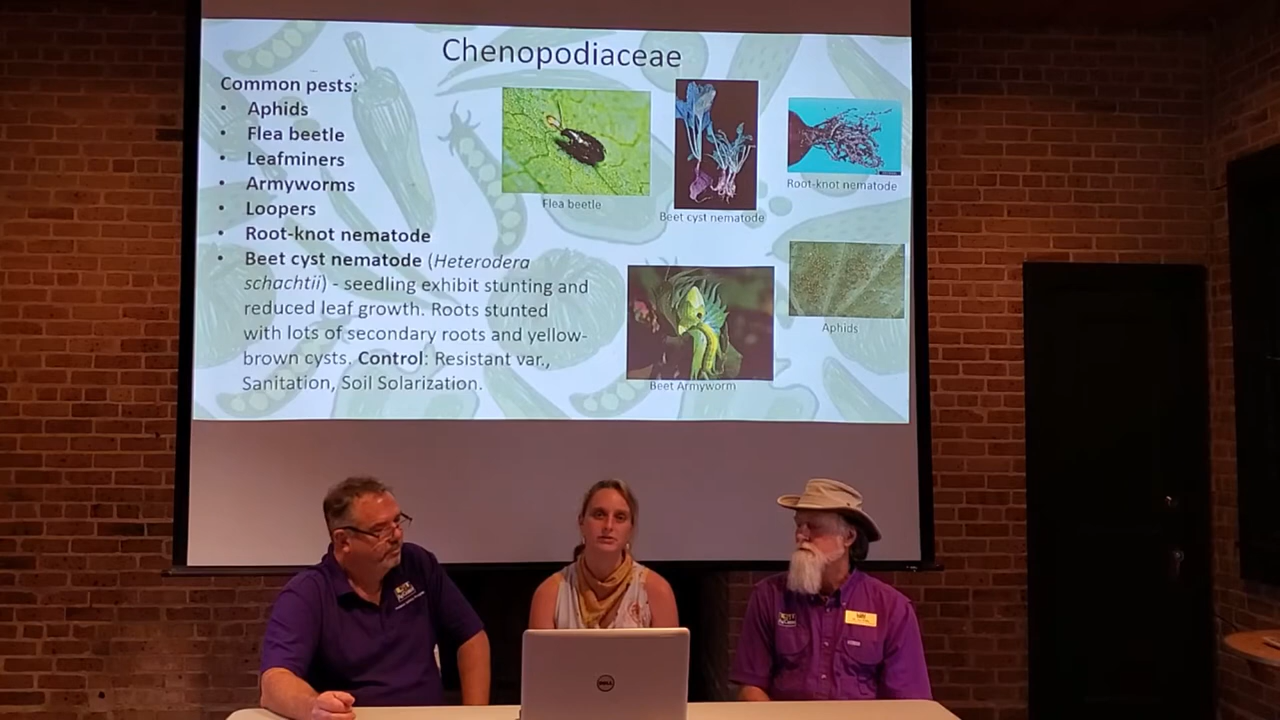 Chenopodiaceae
Common pests:
• Aphids
• Flea beetle
• Leafminers
• Armyworms
• Loopers
• Root-knot nematode
• Beet cyst nematode (Heterodera
schachtii) - seedling exhibit stunting and
reduced leaf growth. Roots stunted
with lots of secondary roots and yellow-
brown cysts. Control: Resistant var.,
Sanitation, Soil Solarization.
Flea beetle
Beet cyst nematode
Root-knot nematode
Beet Armyworm
Aphids
DELL